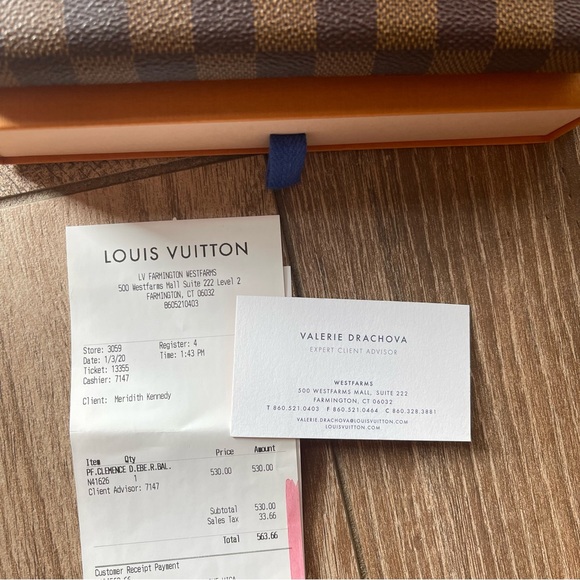 LOUIS VUITTON
LV FARMINGTON WESTFARMS
500 Westfarms Mall Suite 222 Level 2
FARMINGTON, CT 06032
8605210403
Store: 3059 Register: 4
Date: 1/3/20 Time: 1:43 PM
Ticket: 13355
Cashier: 7147
Client: Meridith Kennedy
Item Qty Price Amount
PF.CLEMENCE D.EBE.R.BAL.
N41626 1 530.00 530.00
Client Advisor: 7147
Subtotal 530.00
Sales Tax 33.66
Total 563.66
Customer Receipt Payment
VALERIE DRACHOVA
EXPERT CLIENT ADVISOR
WESTFARMS
500 WESTFARMS MALL, SUITE 222
FARMINGTON, CT 06032
T 860.521.0403 F 860.521.0464 C 860.328.3881
VALERIE.DRACHOVA@LOUISVUITTON.COM
LOUISVUITTON.COM